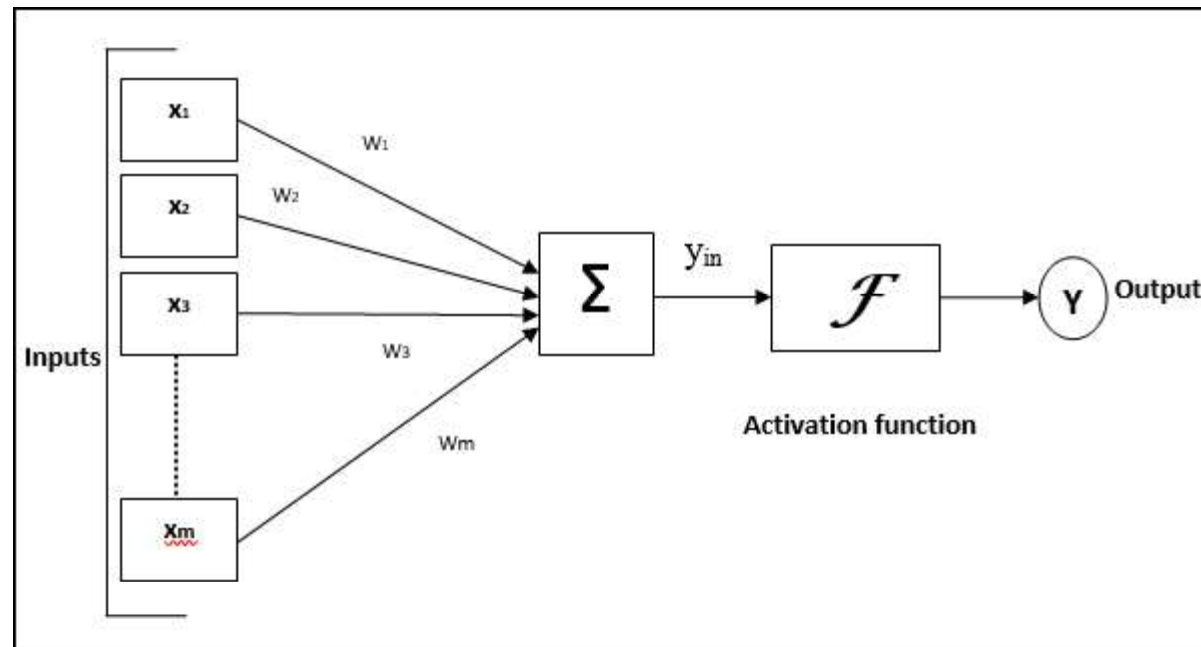 x1
W1
x2
W2
x3
W3
Inputs
Wm
xm
Σ
yin
ℱ
Activation function
Y
Output